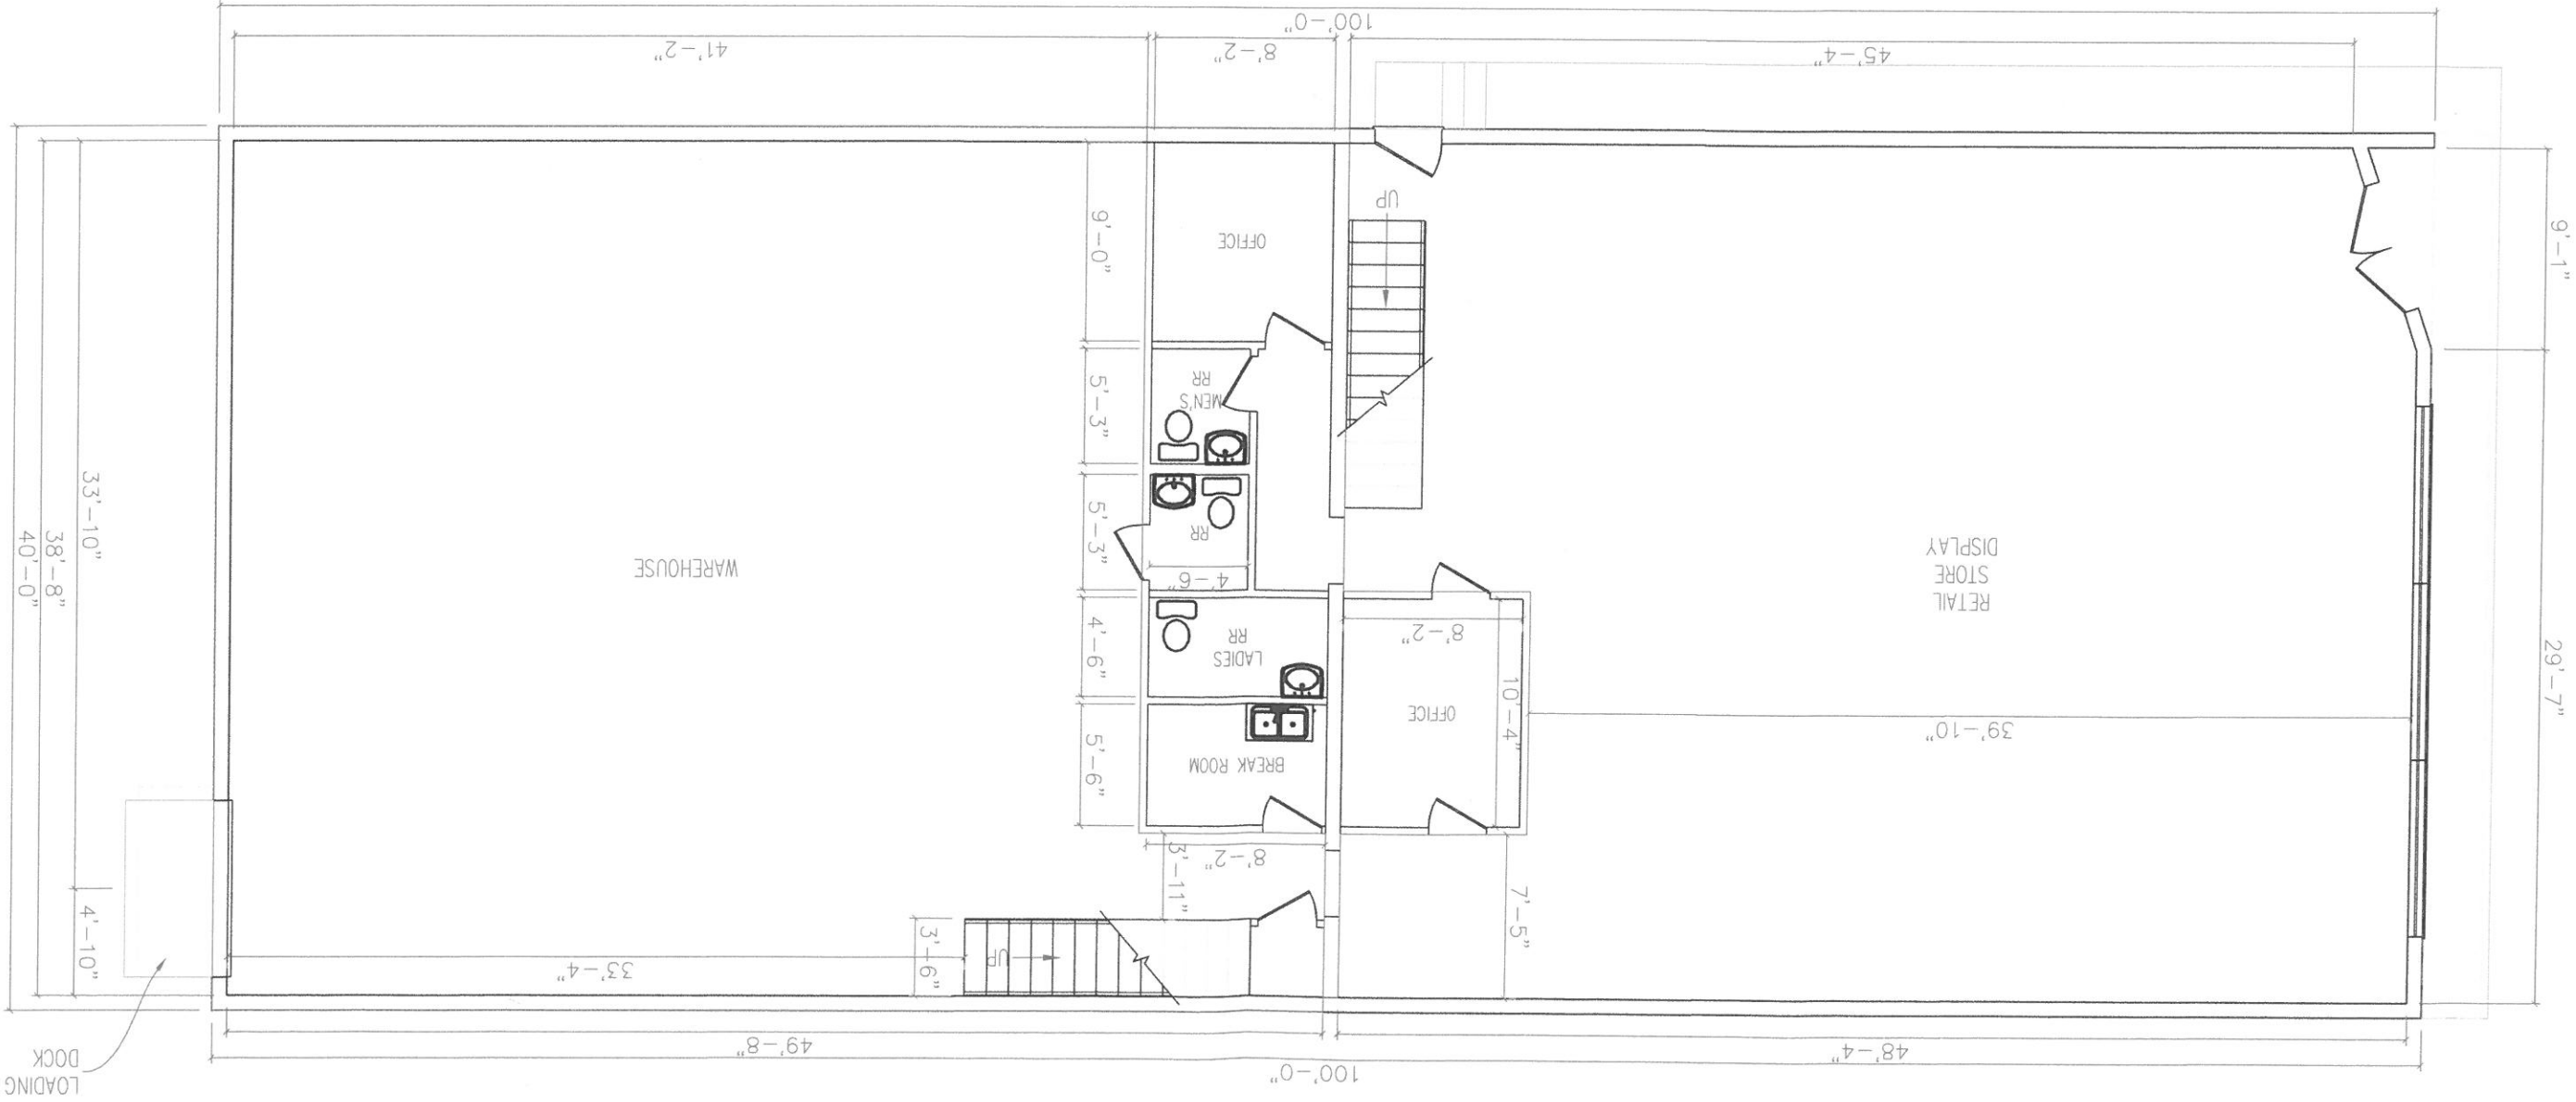 LOADING
DOCK
100'-0"
49'-8"
48'-4"
4'-10"
33'-10"
38'-8"
40'-0"
33'-4"
UP
3'-6"
3'-11"
8'-2"
7'-5"
BREAK ROOM
5'-6"
OFFICE
10'-4"
8'-2"
39'-10"
29'-7"
LADIES
RR
4'-6"
RETAIL
STORE
DISPLAY
WAREHOUSE
4'-6"
RR
5'-3"
MEN'S
RR
5'-3"
OFFICE
9'-0"
UP
9'-1"
41'-2"
8'-2"
45'-4"
100'-0"